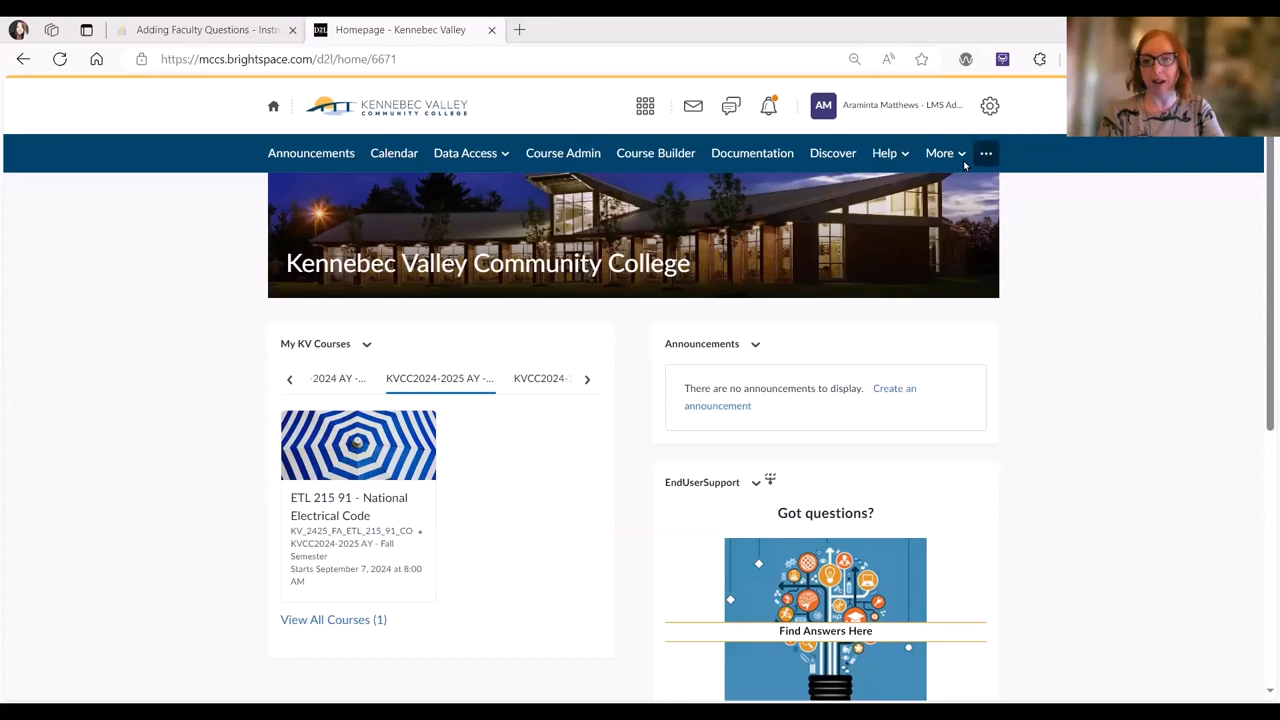 Adding Faculty Questions - Instru
Homepage - Kennebec Valley
https://mccs.brightspace.com/d2l/home/6671
KENNEBEC VALLEY
COMMUNITY COLLEGE
AM
Araminta Matthews - LMS Ad...
Announcements
Calendar
Data Access
Course Admin
Course Builder
Documentation
Discover
Help
More
Kennebec Valley Community College
My KV Courses
-2024 AY -...
KVCC2024-2025 AY -...
KVCC2024-
ETL 215 91 - National
Electrical Code
KV_2425_FA_ETL_215_91_CO •
KVCC2024-2025 AY - Fall
Semester
Starts September 7, 2024 at 8:00
AM
View All Courses (1)
Announcements
There are no announcements to display. Create an
announcement
EndUserSupport
Got questions?
Find Answers Here